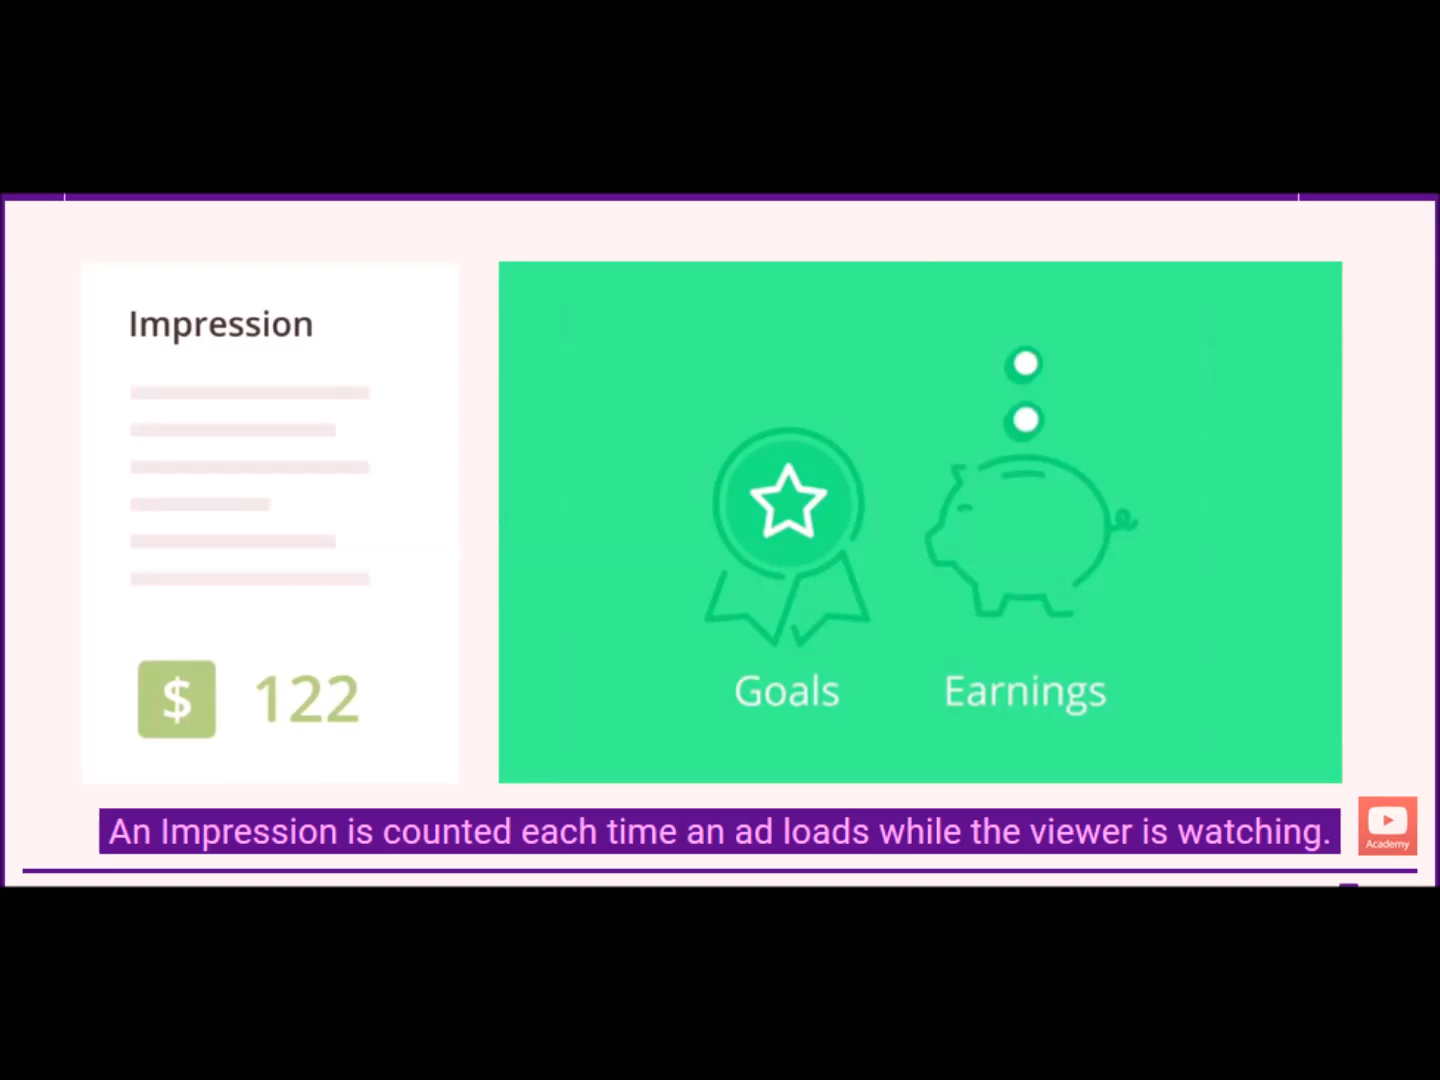 Impression
$ 122
Goals
Earnings
An Impression is counted each time an ad loads while the viewer is watching.
Academy